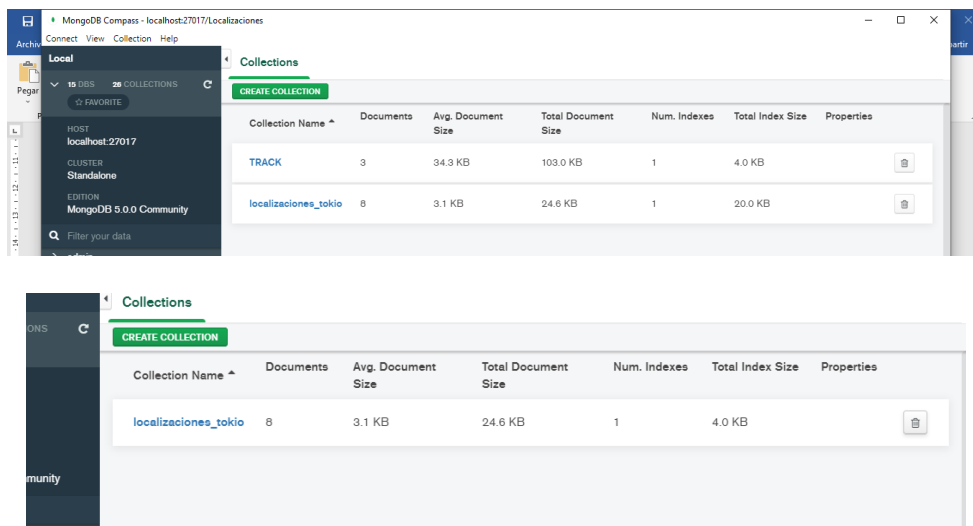 MongoDB Compass - localhost:27017/Localizaciones
Connect View Collection Help
Archiv
Pegar
artir
Local
15 DBS 26 COLLECTIONS
☆ FAVORITE
HOST
localhost:27017
CLUSTER
Standalone
EDITION
MongoDB 5.0.0 Community
Filter your data
Collections
CREATE COLLECTION
Collection Name Documents Avg. Document Size Total Document Size Num. Indexes Total Index Size Properties
TRACK 3 34.3 KB 103.0 KB 1 4.0 KB
localizaciones_tokio 8 3.1 KB 24.6 KB 1 20.0 KB
11
12
13
14
ONS
munity
Collections
CREATE COLLECTION
Collection Name Documents Avg. Document Size Total Document Size Num. Indexes Total Index Size Properties
localizaciones_tokio 8 3.1 KB 24.6 KB 1 4.0 KB